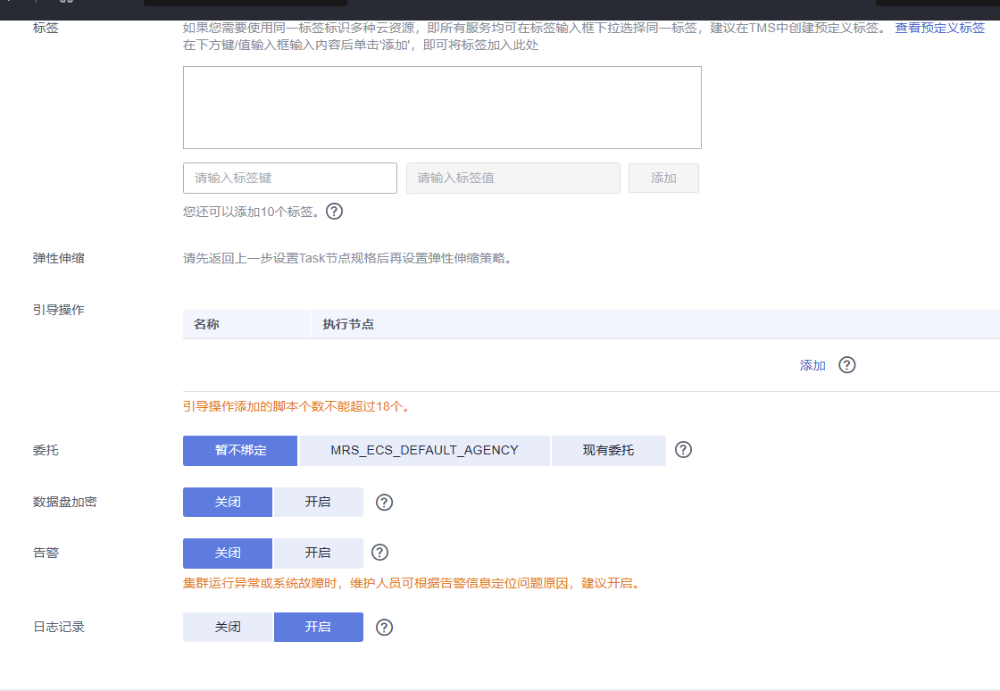 标签
如果您需要使用同一标签标识多种云资源，即所有服务均可在标签输入框下拉选择同一标签，建议在TMS中创建预定义标签。 查看预定义标签
在下方键/值输入框输入内容后单击'添加'，即可将标签加入此处
请输入标签键 请输入标签值 添加
您还可以添加10个标签。 ?
弹性伸缩 请先返回上一步设置Task节点规格后再设置弹性伸缩策略。
引导操作
名称 执行节点
添加 ?
引导操作添加的脚本个数不能超过18个。
委托 暂不绑定 MRS_ECS_DEFAULT_AGENCY 现有委托 ?
数据盘加密 关闭 开启 ?
告警 关闭 开启 ?
集群运行异常或系统故障时，维护人员可根据告警信息定位问题原因，建议开启。
日志记录 关闭 开启 ?